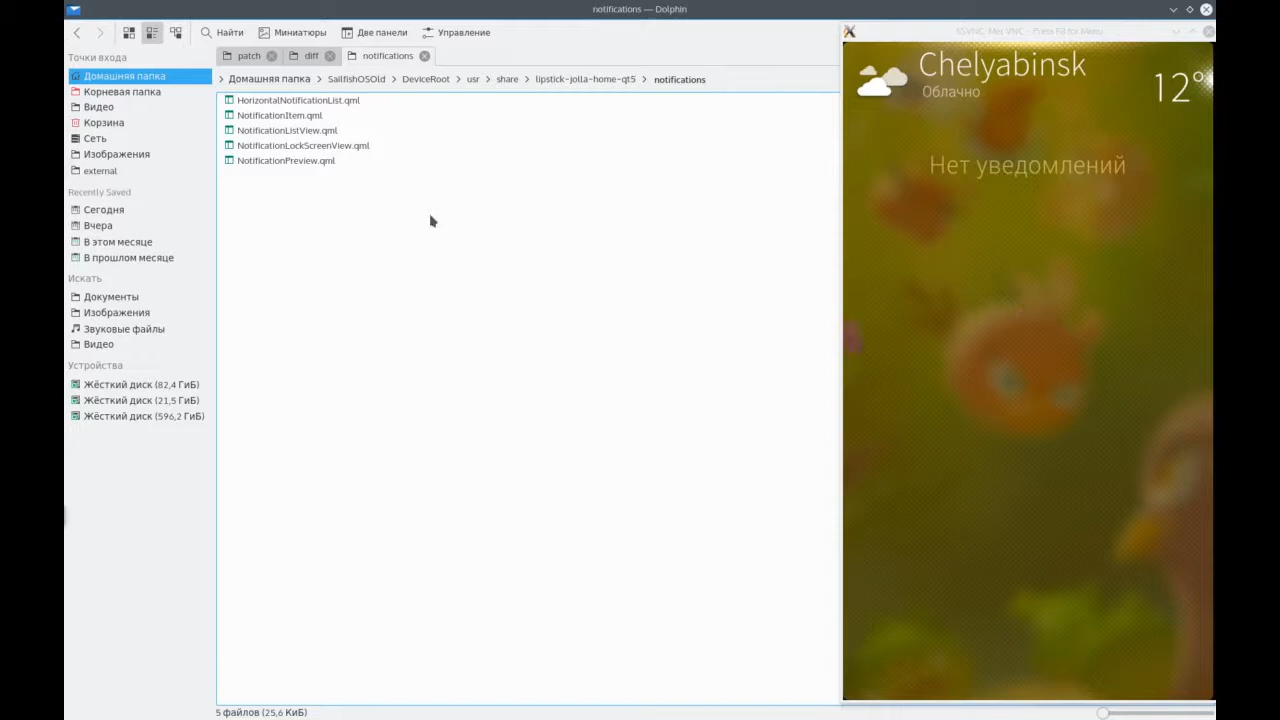 notifications — Dolphin
Найти
Миниатюры
Две панели
Управление
Точки входа
Домашняя папка
Корневая папка
Видео
Корзина
Сеть
Изображения
external
Recently Saved
Сегодня
Вчера
В этом месяце
В прошлом месяце
Искать
Документы
Изображения
Звуковые файлы
Видео
Устройства
Жёсткий диск (82,4 ГиБ)
Жёсткий диск (21,5 ГиБ)
Жёсткий диск (596,2 ГиБ)
patch
diff
notifications
Домашняя папка > SailfishOSOld > DeviceRoot > usr > share > lipstick-jolla-home-qt5 > notifications
HorizontalNotificationList.qml
NotificationItem.qml
NotificationListView.qml
NotificationLockScreenView.qml
NotificationPreview.qml
5 файлов (25,6 КиБ)
Chelyabinsk
Облачно
12°
Нет уведомлений